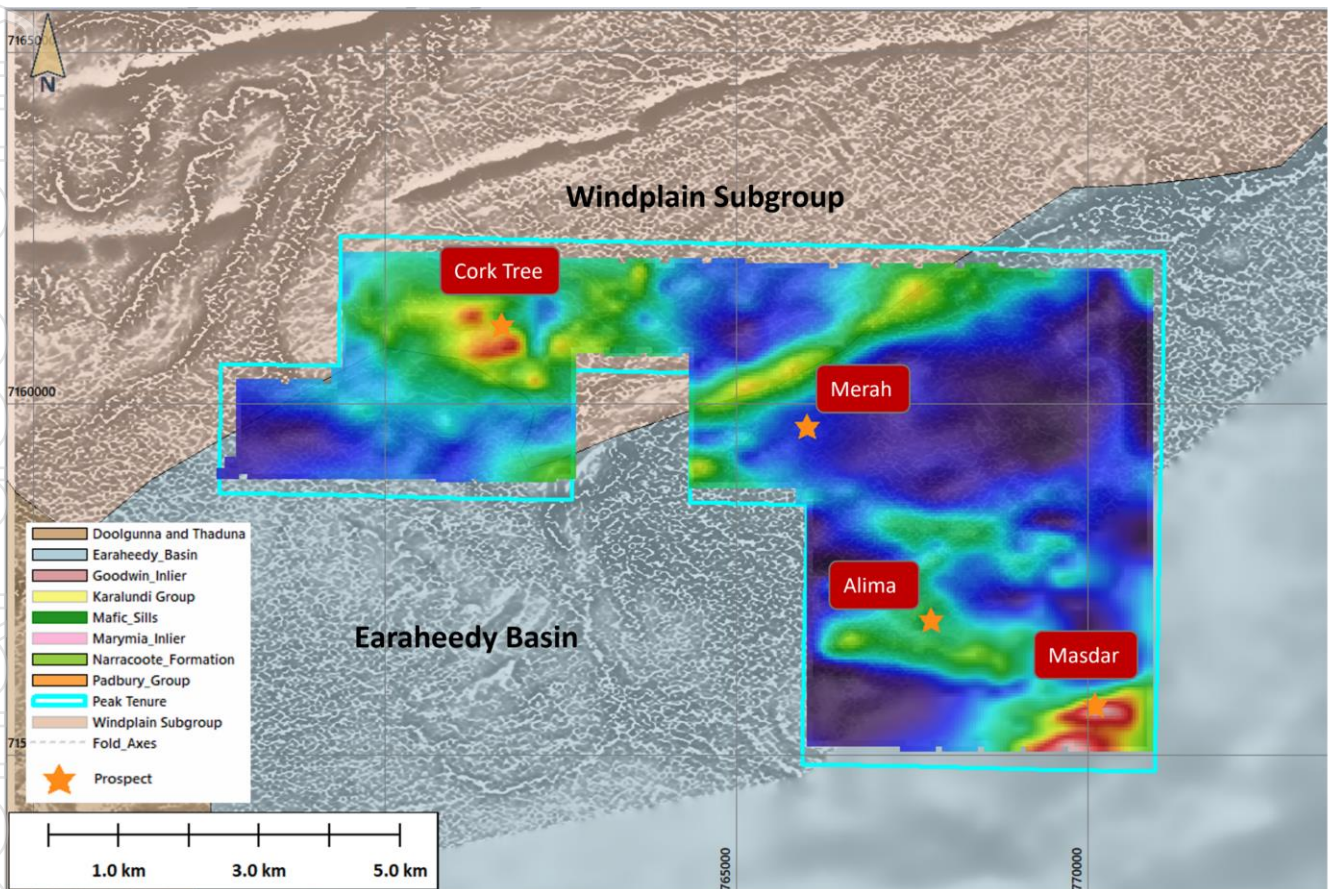 7165000
N
Windplain Subgroup
Cork Tree
7160000
Merah
Alima
Earaheedy Basin
Masdar
Doolgunna and Thaduna
Earaheedy_Basin
Goodwin_Inlier
Karalundi Group
Mafic_Sills
Marymia_Inlier
Narracoote_Formation
Padbury_Group
Peak Tenure
Windplain Subgroup
Fold_Axes
Prospect
715
1.0 km
3.0 km
5.0 km
765000
770000